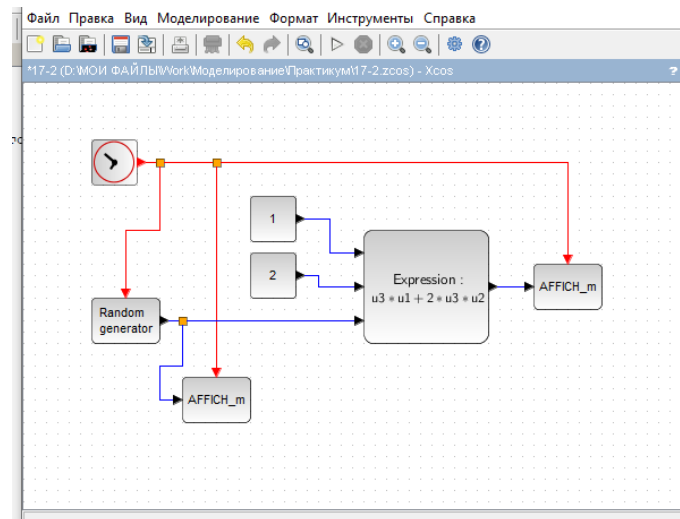 Файл Правка Вид Моделирование Формат Инструменты Справка
*17-2 (D:\МОИ ФАЙЛЫ\Work\Моделирование\Практикум\17-2.zcos) - Xcos
?
1
2
Expression :
u3 * u1 + 2 * u3 * u2
AFFICH_m
Random
generator
AFFICH_m